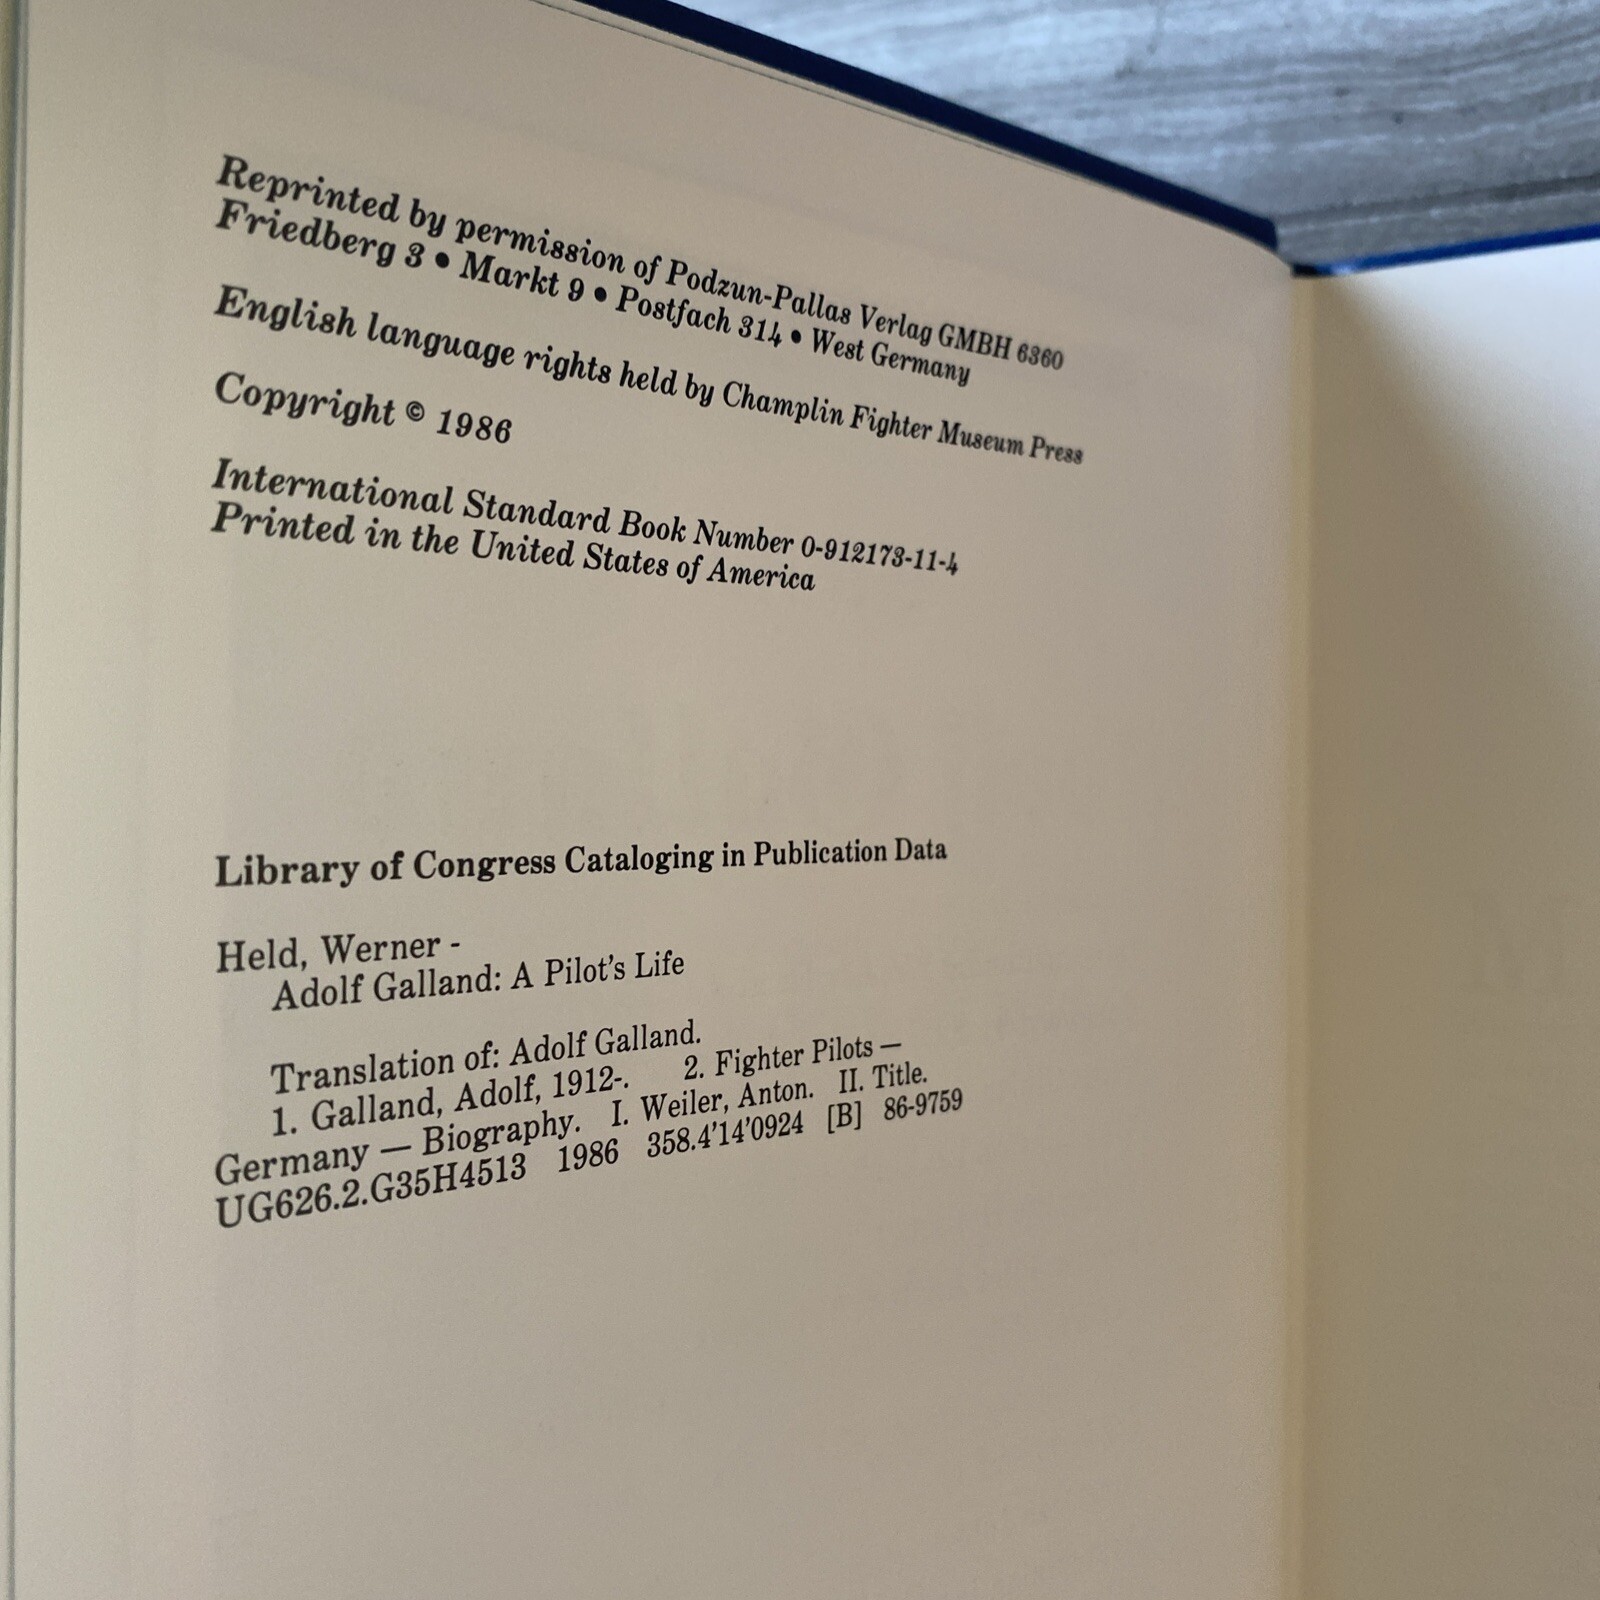 Reprinted by permission of Podzun-Pallas Verlag GMBH 6360
Friedberg 3 • Markt 9 • Postfach 314 • West Germany
English language rights held by Champlin Fighter Museum Press
Copyright © 1986
International Standard Book Number 0-912173-11-4
Printed in the United States of America
Library of Congress Cataloging in Publication Data
Held, Werner -
Adolf Galland: A Pilot's Life
Translation of: Adolf Galland.
1. Galland, Adolf, 1912-. 2. Fighter Pilots —
Germany — Biography. I. Weiler, Anton. II. Title.
UG626.2.G35H4513 1986 358.4'14'0924 [B] 86-9759